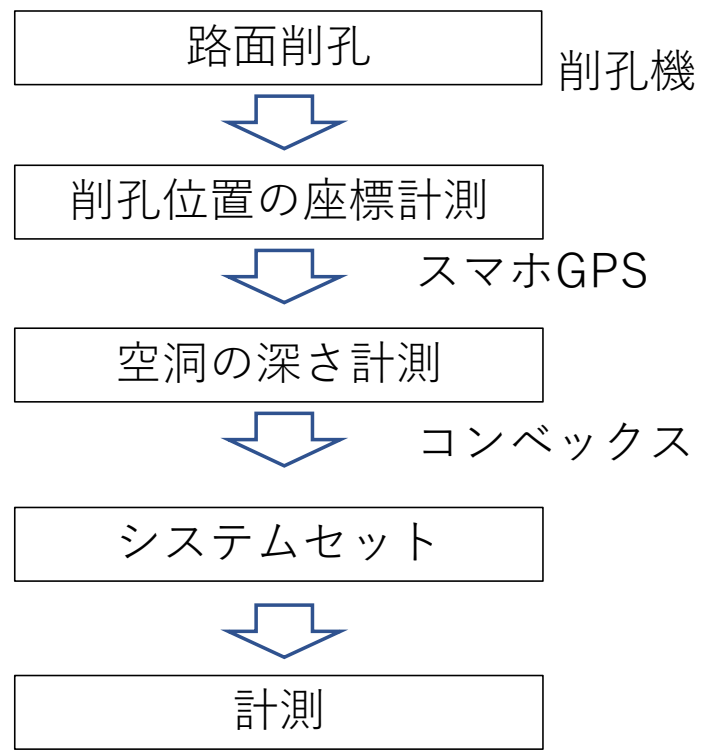 路面削孔
削孔機
削孔位置の座標計測
スマホGPS
空洞の深さ計測
コンベックス
システムセット
計測